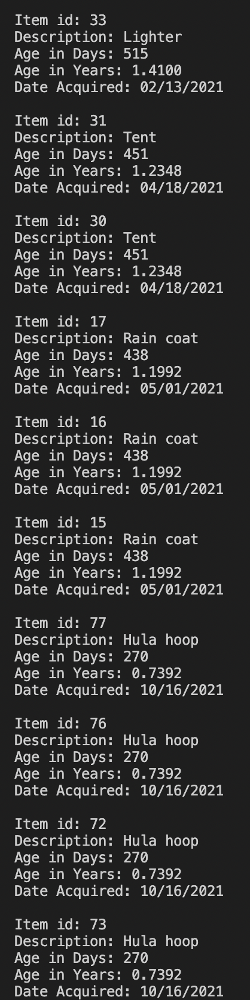 Item id: 33
Description: Lighter
Age in Days: 515
Age in Years: 1.4100
Date Acquired: 02/13/2021
Item id: 31
Description: Tent
Age in Days: 451
Age in Years: 1.2348
Date Acquired: 04/18/2021
Item id: 30
Description: Tent
Age in Days: 451
Age in Years: 1.2348
Date Acquired: 04/18/2021
Item id: 17
Description: Rain coat
Age in Days: 438
Age in Years: 1.1992
Date Acquired: 05/01/2021
Item id: 16
Description: Rain coat
Age in Days: 438
Age in Years: 1.1992
Date Acquired: 05/01/2021
Item id: 15
Description: Rain coat
Age in Days: 438
Age in Years: 1.1992
Date Acquired: 05/01/2021
Item id: 77
Description: Hula hoop
Age in Days: 270
Age in Years: 0.7392
Date Acquired: 10/16/2021
Item id: 76
Description: Hula hoop
Age in Days: 270
Age in Years: 0.7392
Date Acquired: 10/16/2021
Item id: 72
Description: Hula hoop
Age in Days: 270
Age in Years: 0.7392
Date Acquired: 10/16/2021
Item id: 73
Description: Hula hoop
Age in Days: 270
Age in Years: 0.7392
Date Acquired: 10/16/2021